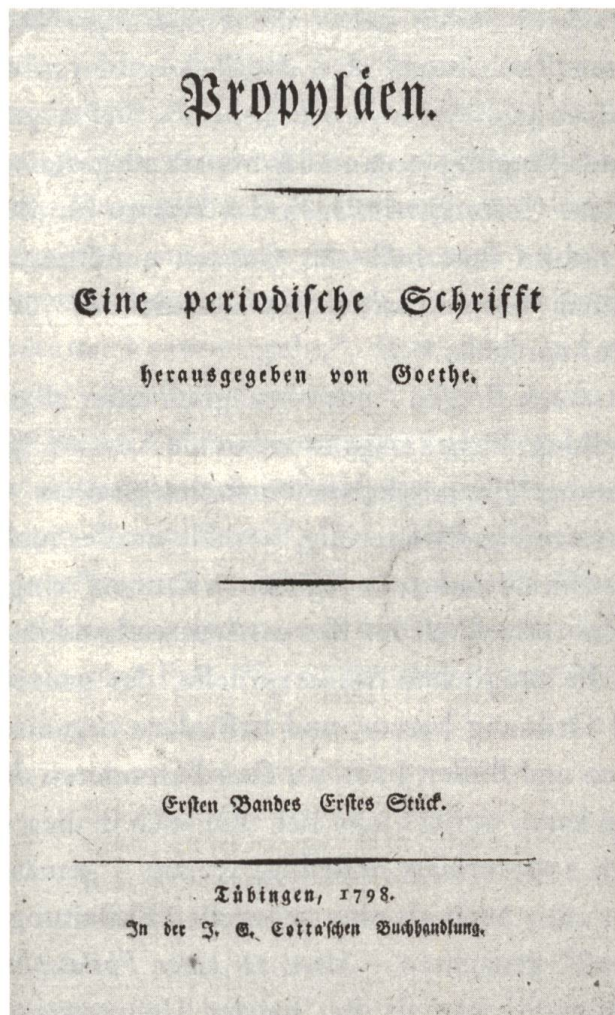 Propyläen.
Eine periodische Schrifft
herausgegeben von Goethe.
Ersten Bandes Erstes Stück.
Tübingen, 1798.
In der J. G. Cotta'schen Buchhandlung.